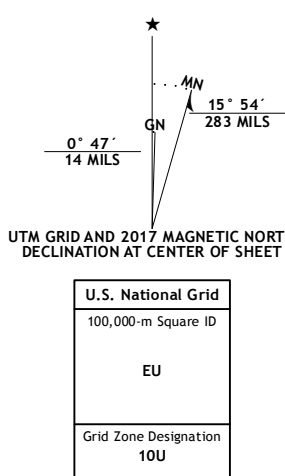 ★
MN
GN
15° 54´
283 MILS
0° 47´
14 MILS
UTM GRID AND 2017 MAGNETIC NORT
DECLINATION AT CENTER OF SHEET
U.S. National Grid
100,000-m Square ID
EU
Grid Zone Designation
10U